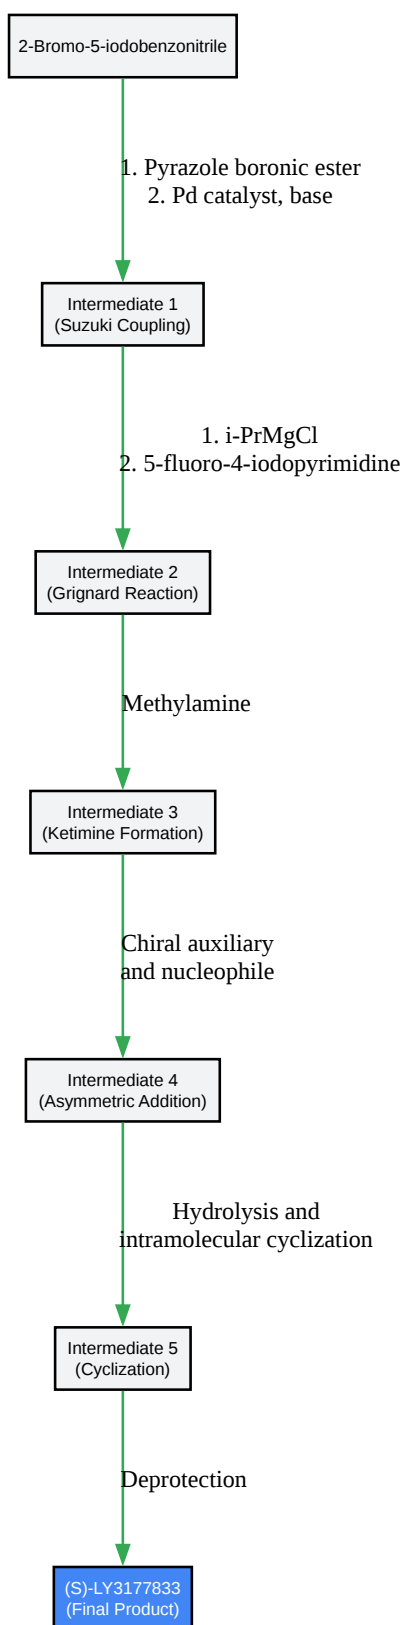 2-Bromo-5-iodobenzonitrile
1. Pyrazole boronic ester
2. Pd catalyst, base
Intermediate 1
(Suzuki Coupling)
1. i-PrMgCl
2. 5-fluoro-4-iodopyrimidine
Intermediate 2
(Grignard Reaction)
Methylamine
Intermediate 3
(Ketimine Formation)
Chiral auxiliary
and nucleophile
Intermediate 4
(Asymmetric Addition)
Hydrolysis and
intramolecular cyclization
Intermediate 5
(Cyclization)
Deprotection
(S)-LY3177833
(Final Product)